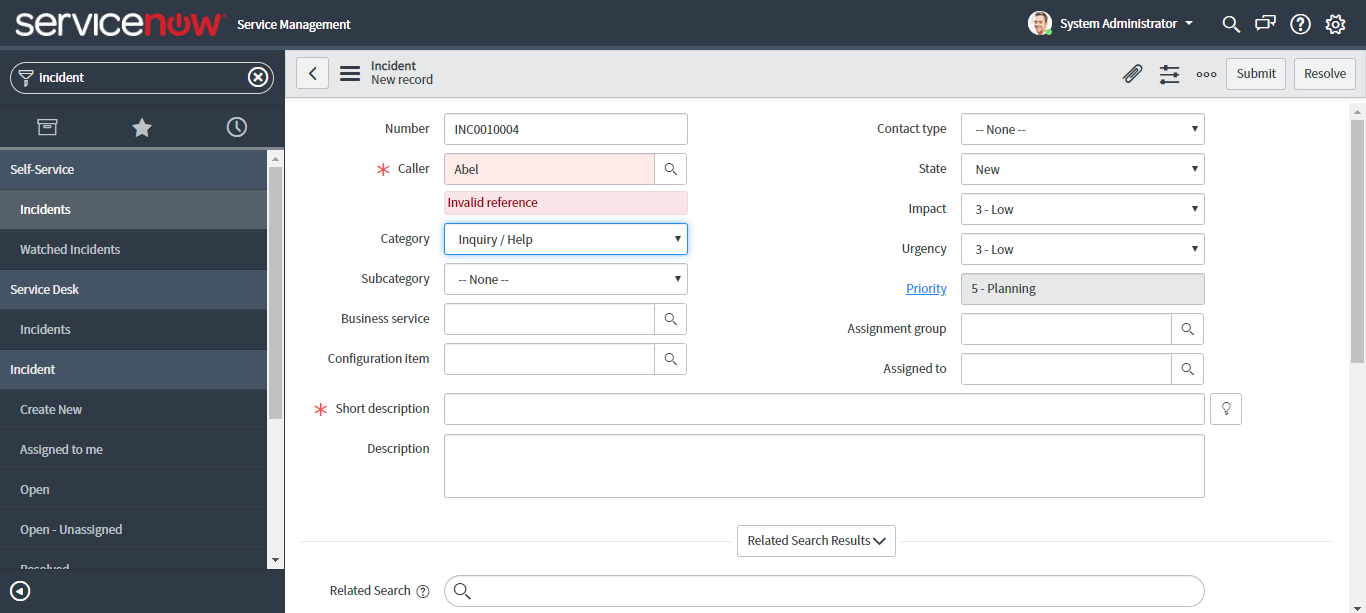 servicenow Service Management
System Administrator
incident
Self-Service
Incidents
Watched Incidents
Service Desk
Incidents
Incident
Create New
Assigned to me
Open
Open - Unassigned
Resolved
Incident
New record
Submit
Resolve
Number INC0010004
Caller Abel
Invalid reference
Category Inquiry / Help
Subcategory -- None --
Business service
Configuration item
Contact type -- None --
State New
Impact 3 - Low
Urgency 3 - Low
Priority 5 - Planning
Assignment group
Assigned to
Short description
Description
Related Search Results
Related Search